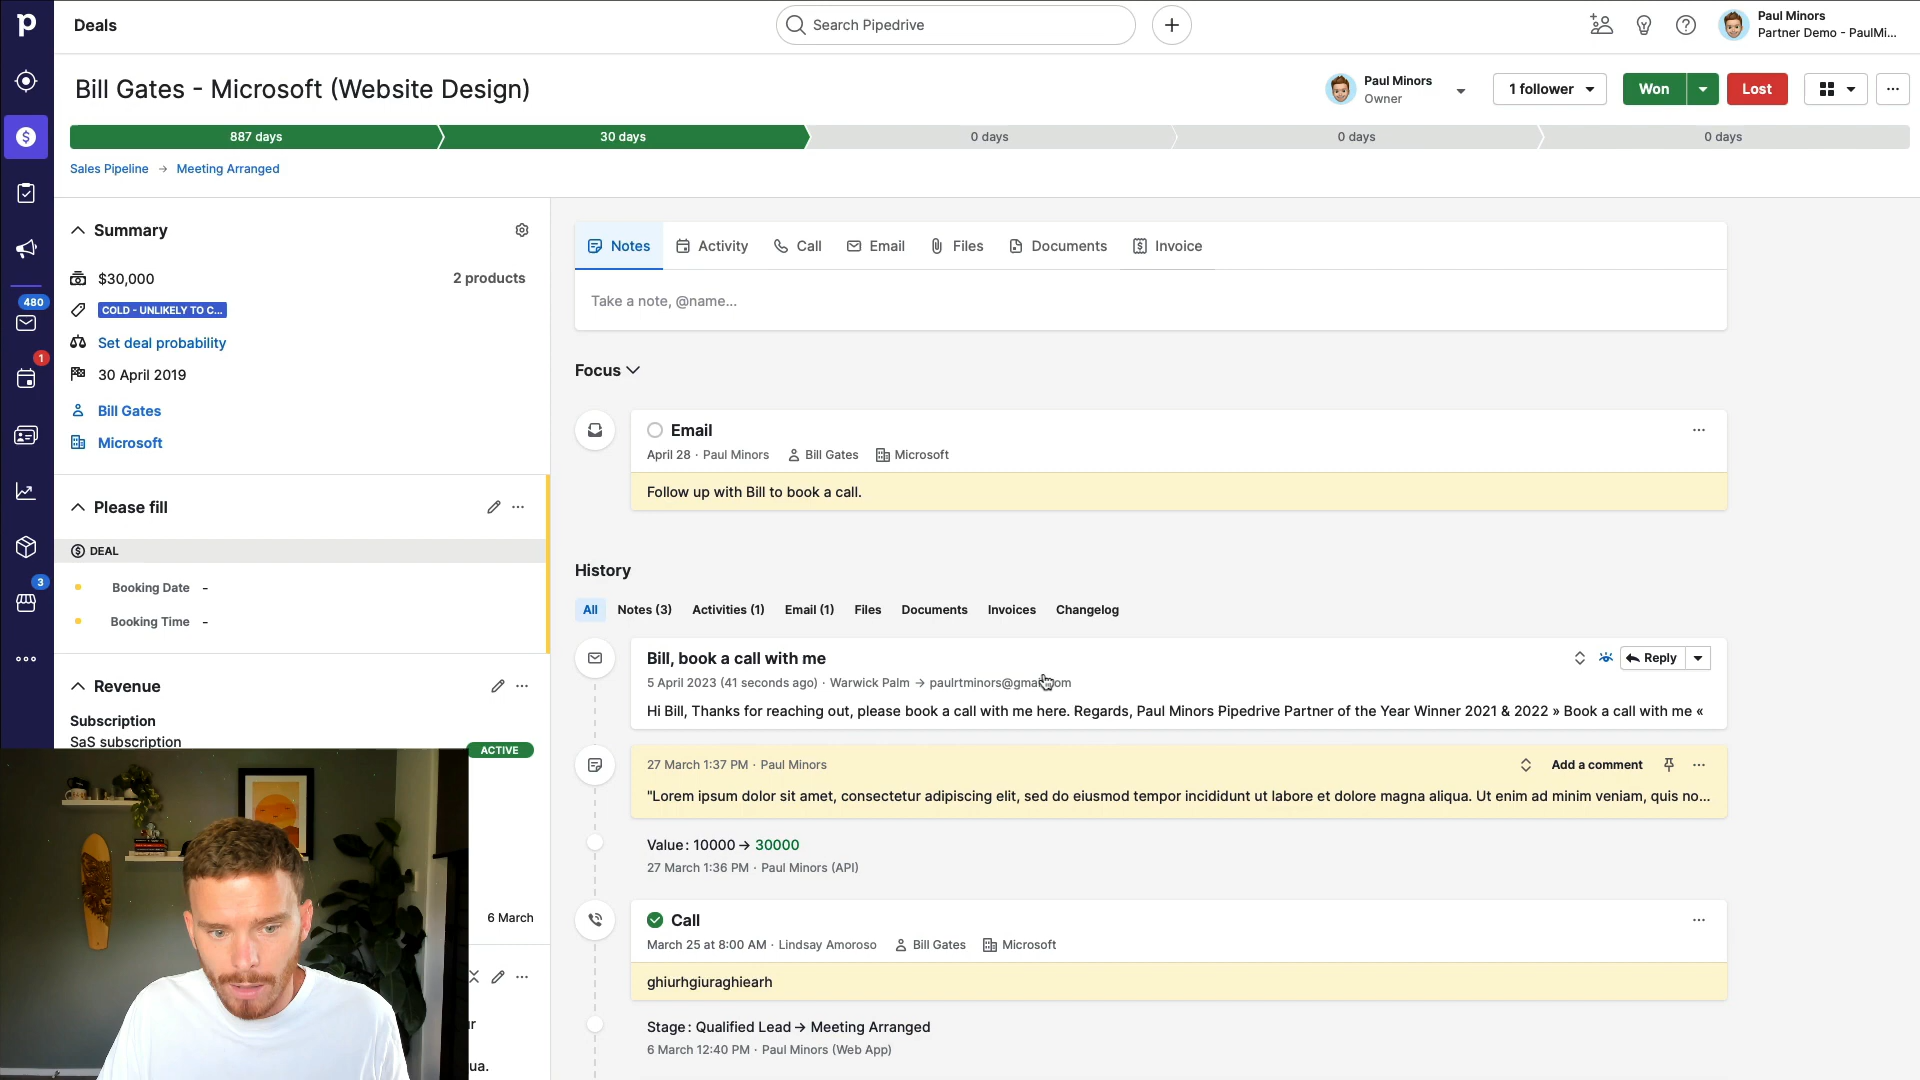 Deals
Search Pipedrive
Paul Minors
Partner Demo - PaulMi...
Bill Gates - Microsoft (Website Design)
Paul Minors
Owner
1 follower
Won
Lost
887 days
30 days
0 days
0 days
0 days
Sales Pipeline → Meeting Arranged
480
1
3
Summary
$30,000
2 products
COLD - UNLIKELY TO C...
Set deal probability
30 April 2019
Bill Gates
Microsoft
Please fill
DEAL
Booking Date -
Booking Time -
Revenue
Subscription
SaS subscription
ACTIVE
6 March
ua.
Notes
Activity
Call
Email
Files
Documents
Invoice
Take a note, @name...
Focus
Email
April 28 · Paul Minors Bill Gates Microsoft
Follow up with Bill to book a call.
History
All
Notes (3)
Activities (1)
Email (1)
Files
Documents
Invoices
Changelog
Bill, book a call with me
Reply
5 April 2023 (41 seconds ago) · Warwick Palm →
Hi Bill, Thanks for reaching out, please book a call with me here. Regards, Paul Minors Pipedrive Partner of the Year Winner 2021 & 2022 » Book a call with me «
27 March 1:37 PM · Paul Minors
Add a comment
"Lorem ipsum dolor sit amet, consectetur adipiscing elit, sed do eiusmod tempor incididunt ut labore et dolore magna aliqua. Ut enim ad minim veniam, quis no...
Value: 10000 → 30000
27 March 1:36 PM · Paul Minors (API)
Call
March 25 at 8:00 AM · Lindsay Amoroso Bill Gates Microsoft
ghiurhgiuraghiearh
Stage: Qualified Lead → Meeting Arranged
6 March 12:40 PM · Paul Minors (Web App)